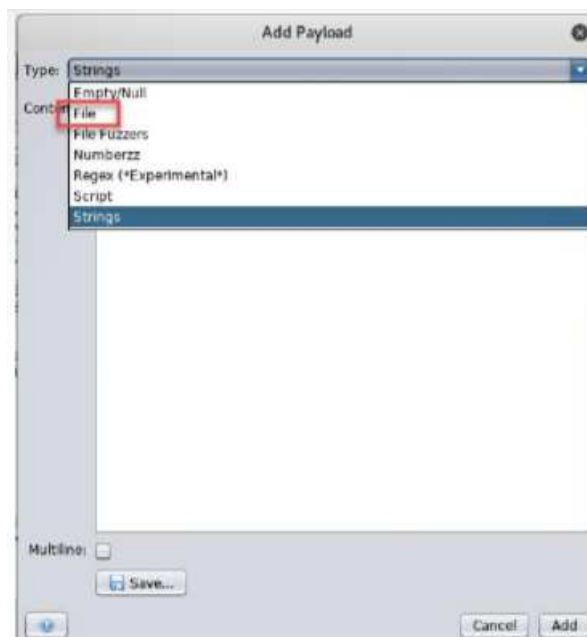 Add Payload
Type: Strings
Empty/Null
File
File Fuzzers
Numberzz
Regex (*Experimental*)
Script
Strings
Multiline:
Save...
Cancel Add